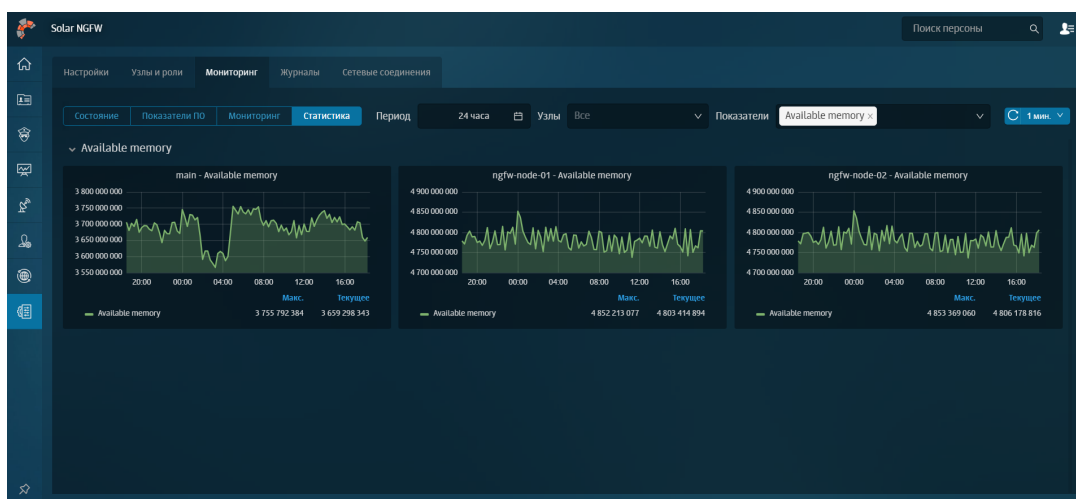 Solar NGFW
Поиск персоны
Настройки Узлы и роли Мониторинг Журналы Сетевые соединения
Состояние Показатели ПО Мониторинг Статистика Период 24 часа Узлы Все Показатели Available memory × 1 мин.
Available memory
main - Available memory
3 800 000 000
3 750 000 000
3 700 000 000
3 650 000 000
3 600 000 000
3 550 000 000
20:00 00:00 04:00 08:00 12:00 16:00
Макс. Текущее
Available memory 3 755 792 384 3 659 298 343
ngfw-node-01 - Available memory
4 900 000 000
4 850 000 000
4 800 000 000
4 750 000 000
4 700 000 000
20:00 00:00 04:00 08:00 12:00 16:00
Макс. Текущее
Available memory 4 852 213 077 4 803 414 894
ngfw-node-02 - Available memory
4 900 000 000
4 850 000 000
4 800 000 000
4 750 000 000
4 700 000 000
20:00 00:00 04:00 08:00 12:00 16:00
Макс. Текущее
Available memory 4 853 369 060 4 806 178 816